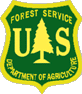 FOREST SERVICE
U S
DEPARTMENT OF AGRICULTURE